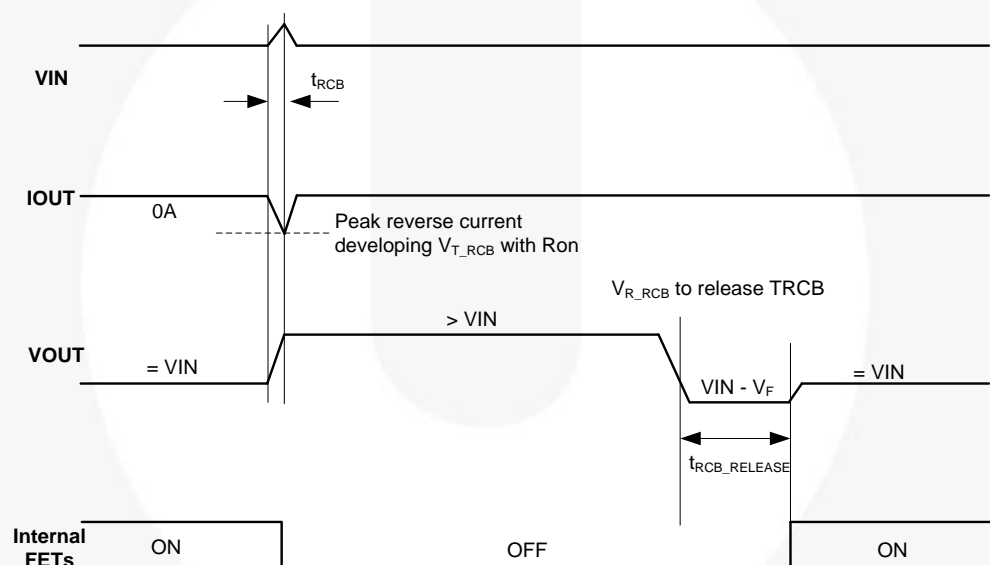 VIN
tRCB
IOUT
0A
Peak reverse current
developing VT_RCB with Ron
VR_RCB to release TRCB
> VIN
VOUT
= VIN
VIN - VF
= VIN
tRCB_RELEASE
Internal
FETs
ON
OFF
ON